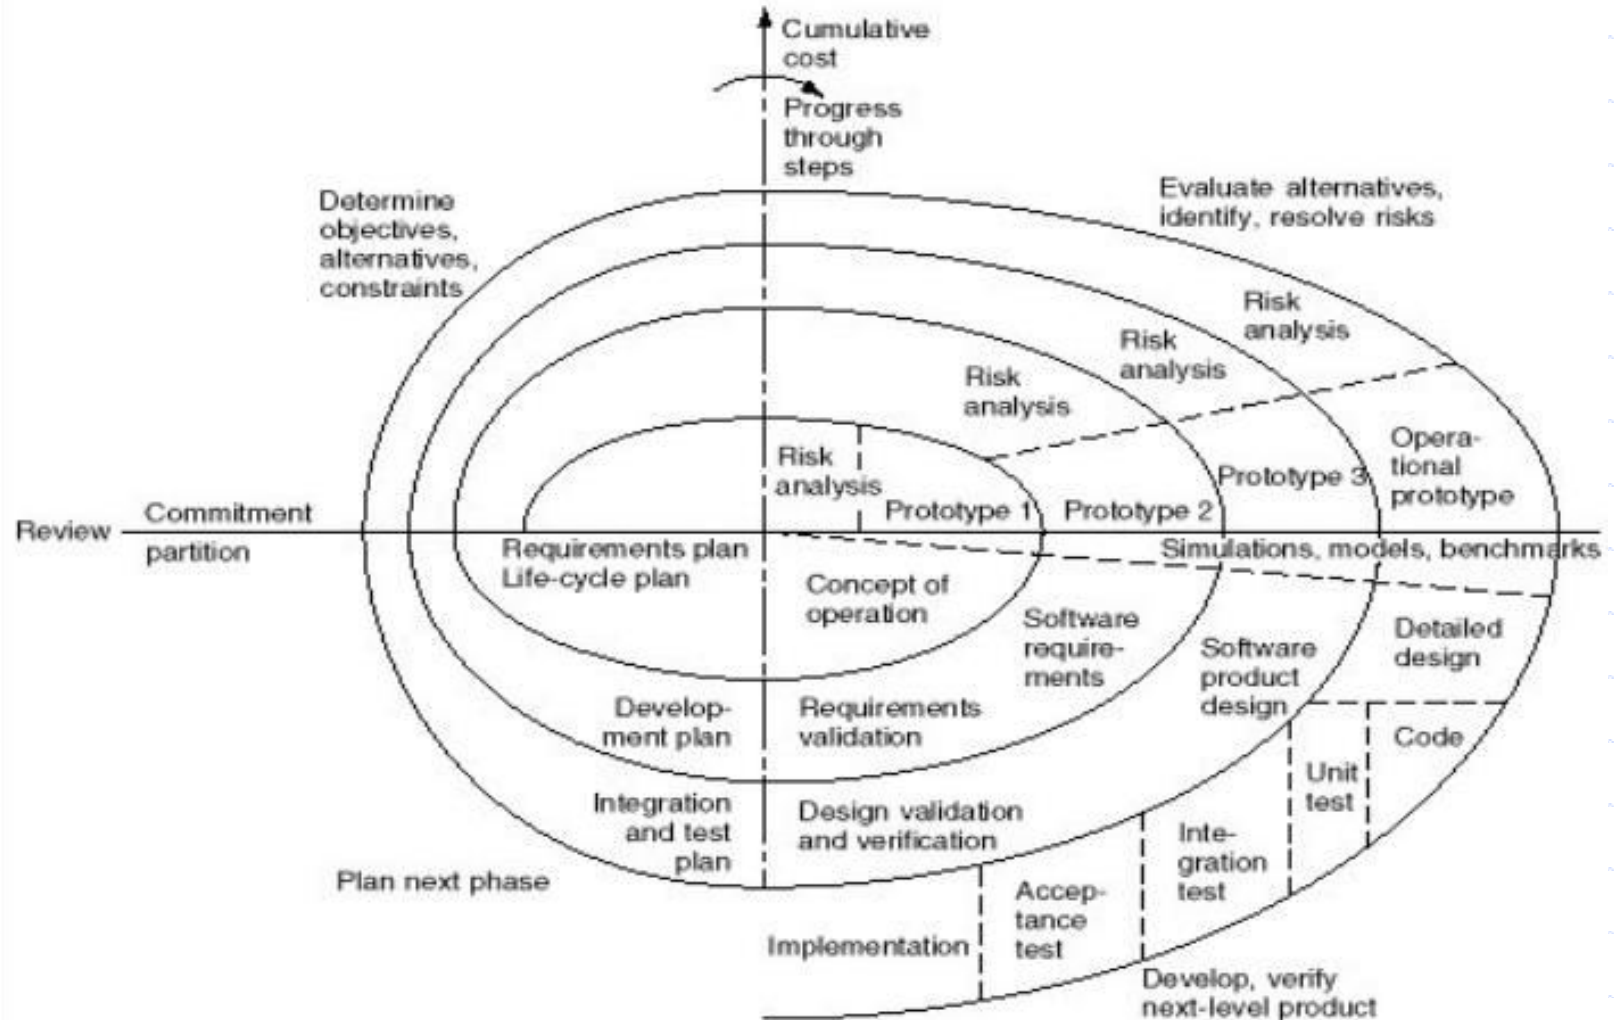 Cumulative
cost
Progress
through
steps
Determine
objectives,
alternatives,
constraints
Evaluate alternatives,
identify, resolve risks
Risk
analysis
Risk
analysis
Risk
analysis
Risk
analysis
Opera-
tional
prototype
Prototype 3
Prototype 2
Prototype 1
Review
Commitment
partition
Requirements plan
Life-cycle plan
Simulations, models, benchmarks
Concept of
operation
Software
require-
ments
Software
product
design
Detailed
design
Develop-
ment plan
Requirements
validation
Code
Unit
test
Integration
and test
plan
Design validation
and verification
Inte-
gration
test
Plan next phase
Accep-
tance
test
Implementation
Develop, verify
next-level product